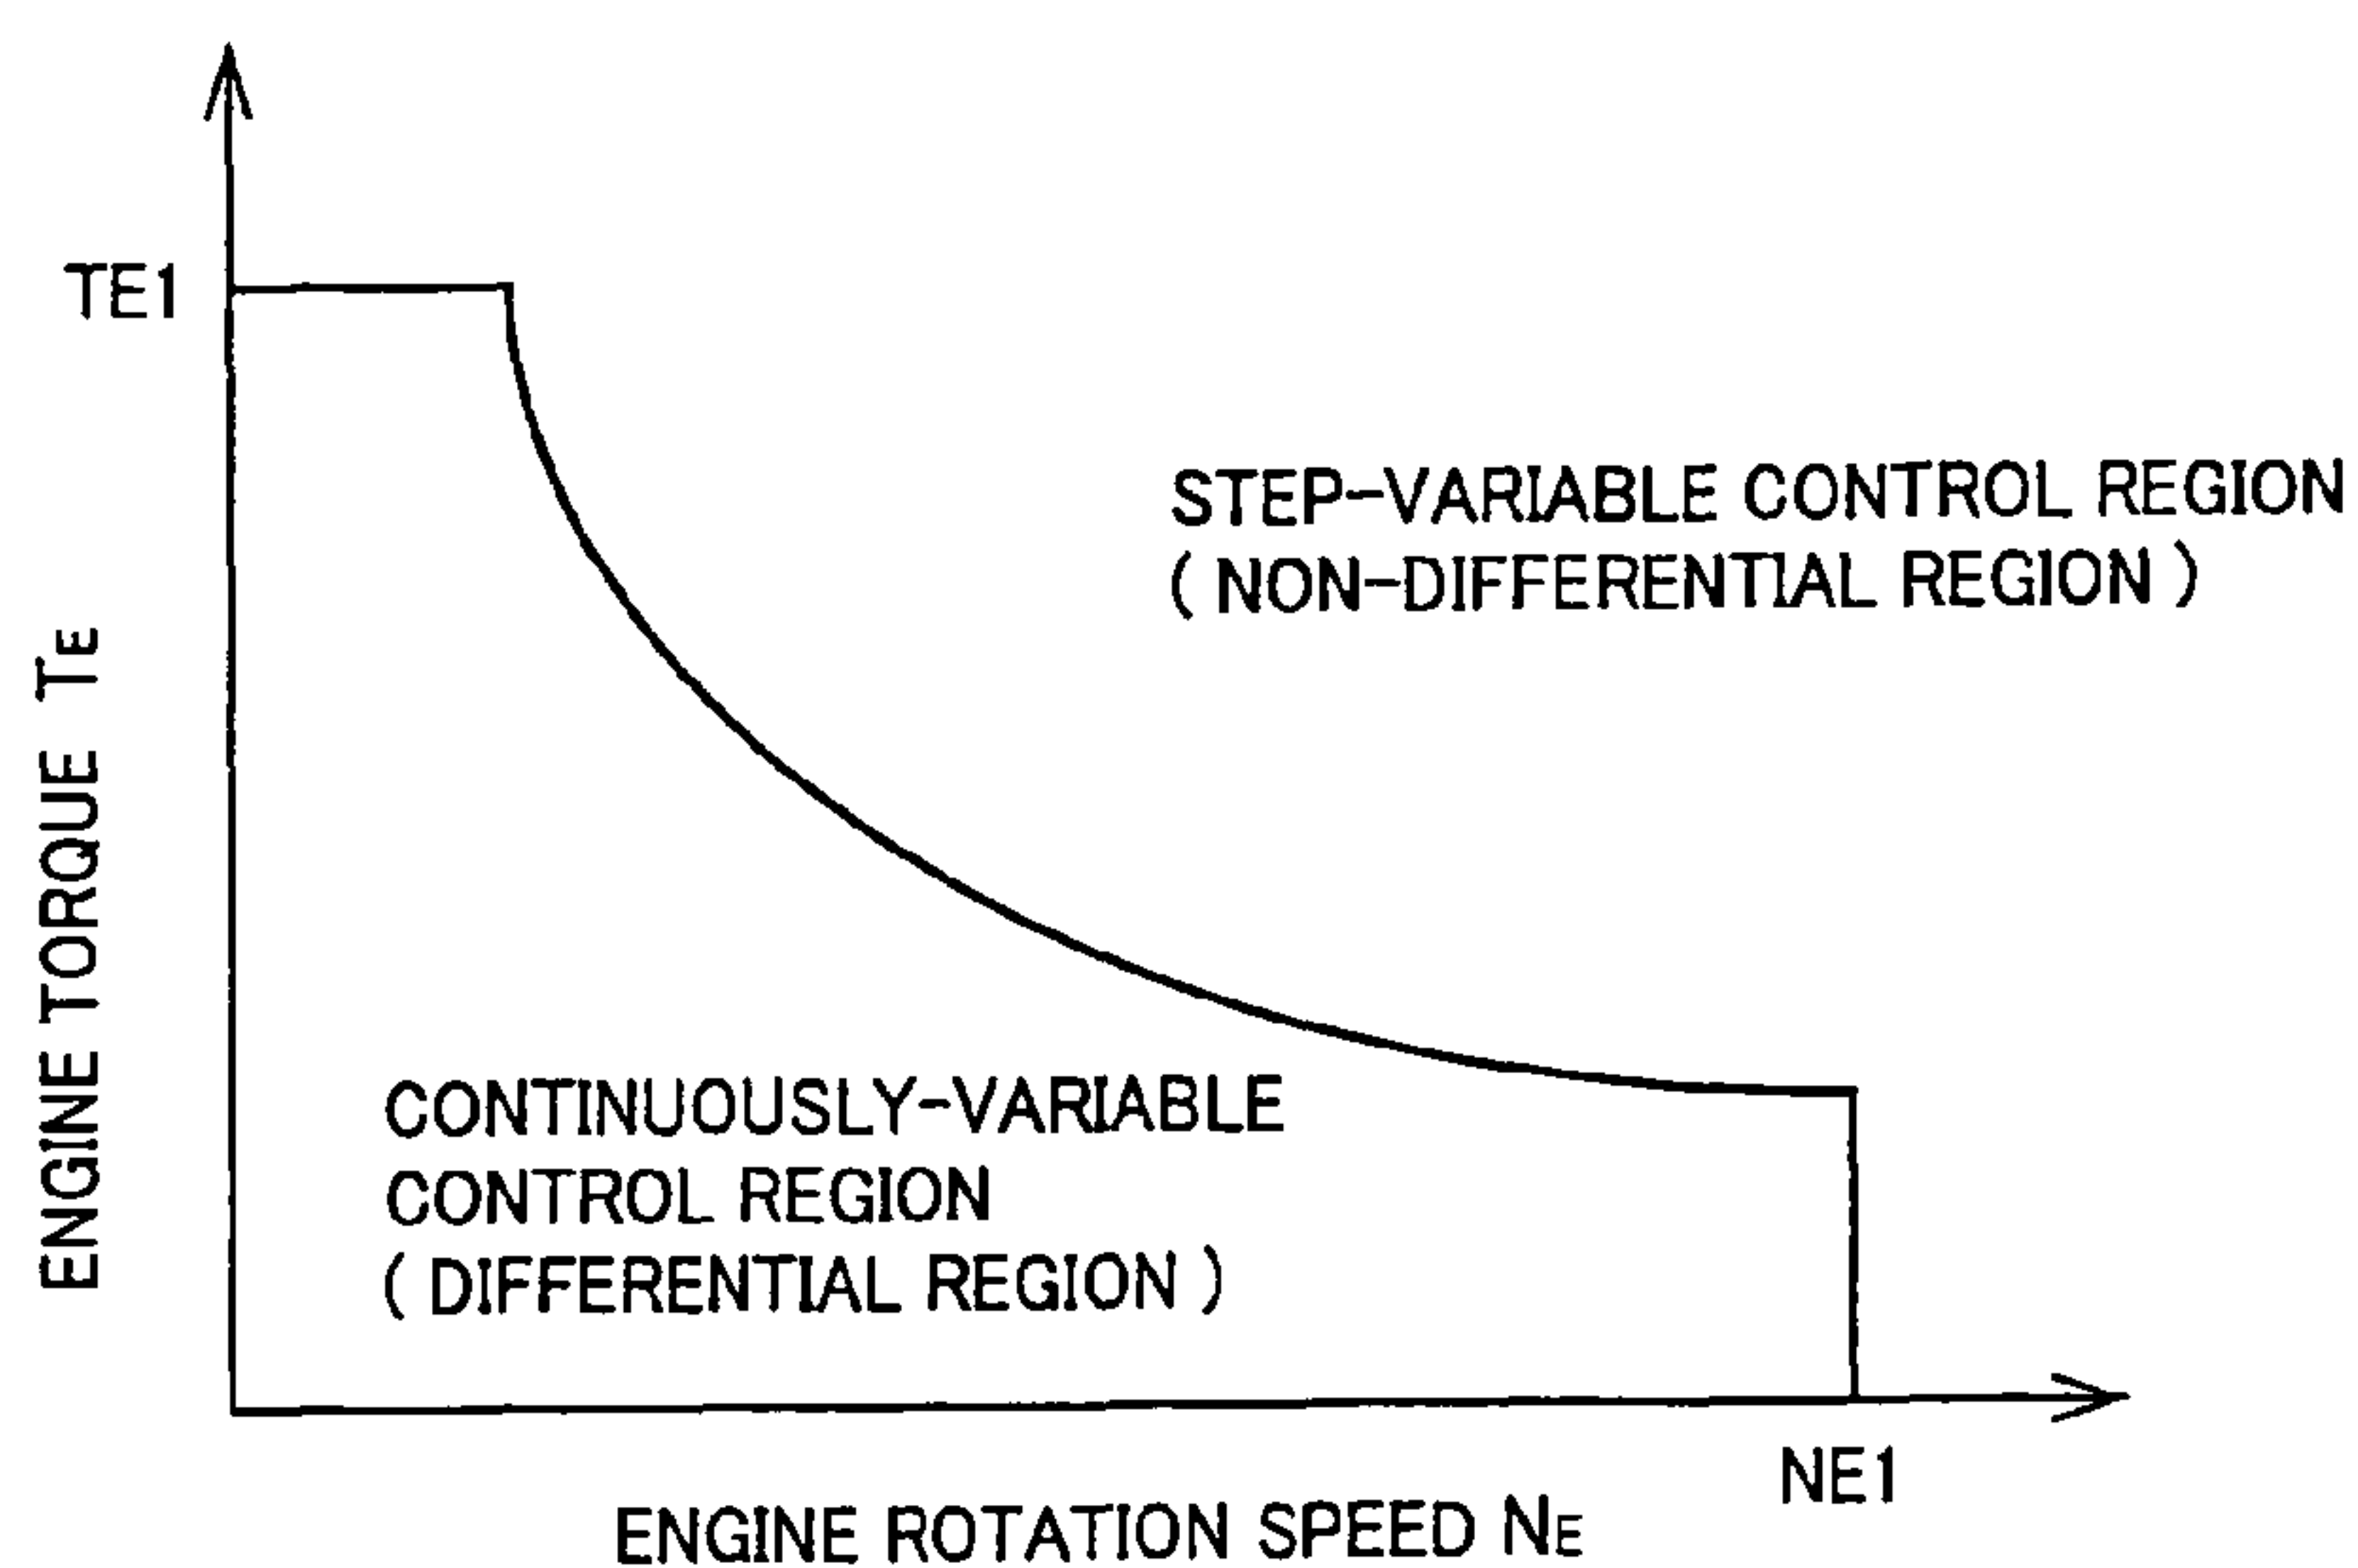 TE1
STEP-VARIABLE CONTROL REGION
( NON-DIFFERENTIAL REGION )
ENGINE TORQUE TE
CONTINUOUSLY-VARIABLE
CONTROL REGION
( DIFFERENTIAL REGION )
NE1
ENGINE ROTATION SPEED NE